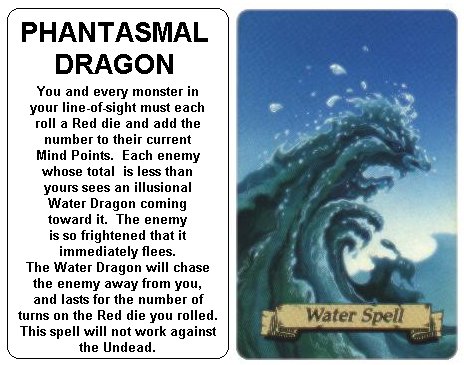 PHANTASMAL
DRAGON
You and every monster in
your line-of-sight must each
roll a Red die and add the
number to their current
Mind Points.  Each enemy
whose total  is less than
yours sees an illusional
Water Dragon coming
toward it.  The enemy
is so frightened that it
immediately flees.
The Water Dragon will chase
the enemy away from you,
and lasts for the number of
turns on the Red die you rolled.
This spell will not work against
the Undead.
Water Spell